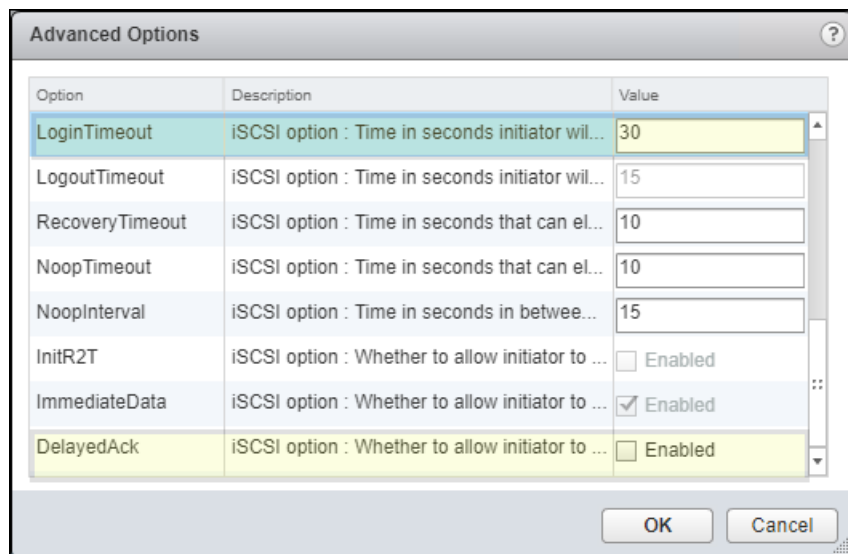 Advanced Options ?
Option Description Value
LoginTimeout iSCSI option : Time in seconds initiator wil... 30
LogoutTimeout iSCSI option : Time in seconds initiator wil... 15
RecoveryTimeout iSCSI option : Time in seconds that can el... 10
NoopTimeout iSCSI option : Time in seconds that can el... 10
NoopInterval iSCSI option : Time in seconds in betwee... 15
InitR2T iSCSI option : Whether to allow initiator to ... Enabled
ImmediateData iSCSI option : Whether to allow initiator to ... Enabled
DelayedAck iSCSI option : Whether to allow initiator to ... Enabled
OK Cancel